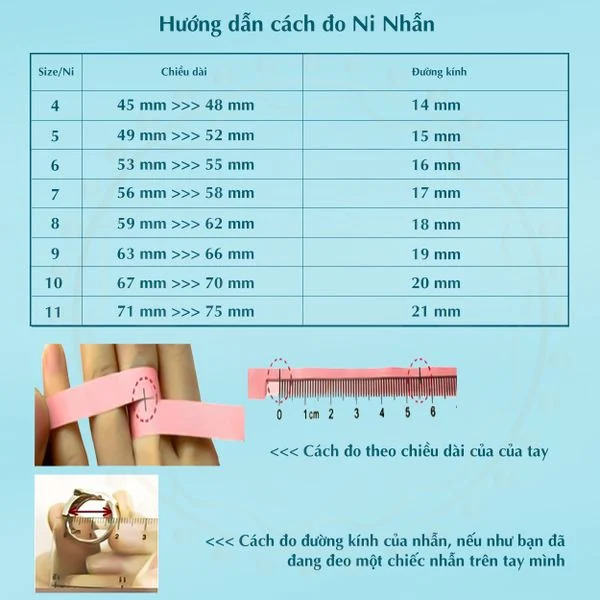 Hướng dẫn cách đo Ni Nhẫn
Size/Ni Chiều dài Đường kính
4 45 mm >>> 48 mm 14 mm
5 49 mm >>> 52 mm 15 mm
6 53 mm >>> 55 mm 16 mm
7 56 mm >>> 58 mm 17 mm
8 59 mm >>> 62 mm 18 mm
9 63 mm >>> 66 mm 19 mm
10 67 mm >>> 70 mm 20 mm
11 71 mm >>> 75 mm 21 mm
0 1cm 2 3 4 5 6
<<< Cách đo theo chiều dài của của tay
1 2 3
<<< Cách đo đường kính của nhẫn, nếu như bạn đã
đang đeo một chiếc nhẫn trên tay mình